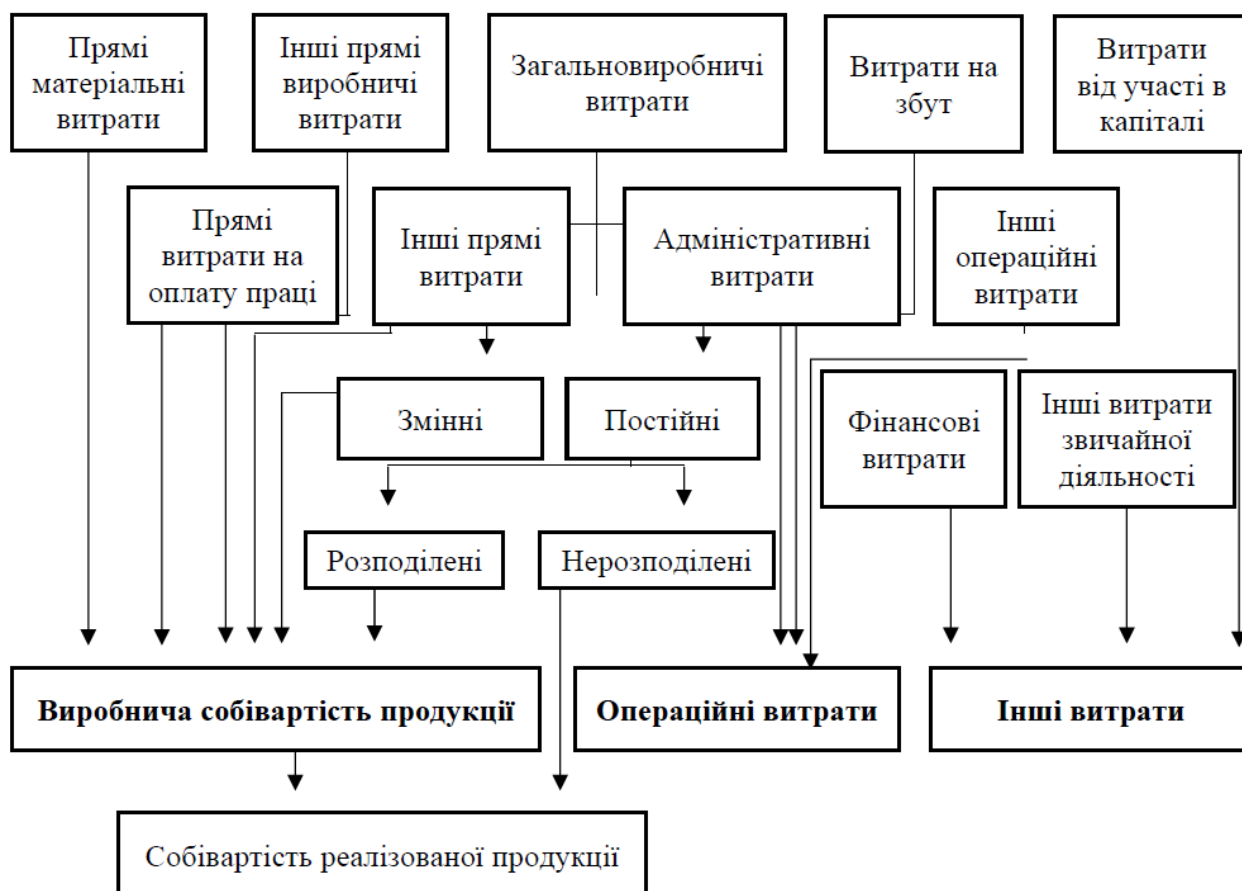 Прямі
матеріальні
витрати
Інші прямі
виробничі
витрати
Загальновиробничі
витрати
Витрати на
збут
Витрати
від участі в
капіталі
Прямі
витрати на
оплату праці
Інші прямі
витрати
Адміністративні
витрати
Інші
операційні
витрати
Змінні
Постійні
Фінансові
витрати
Інші витрати
звичайної
діяльності
Розподілені
Нерозподілені
Виробнича собівартість продукції
Операційні витрати
Інші витрати
Собівартість реалізованої продукції